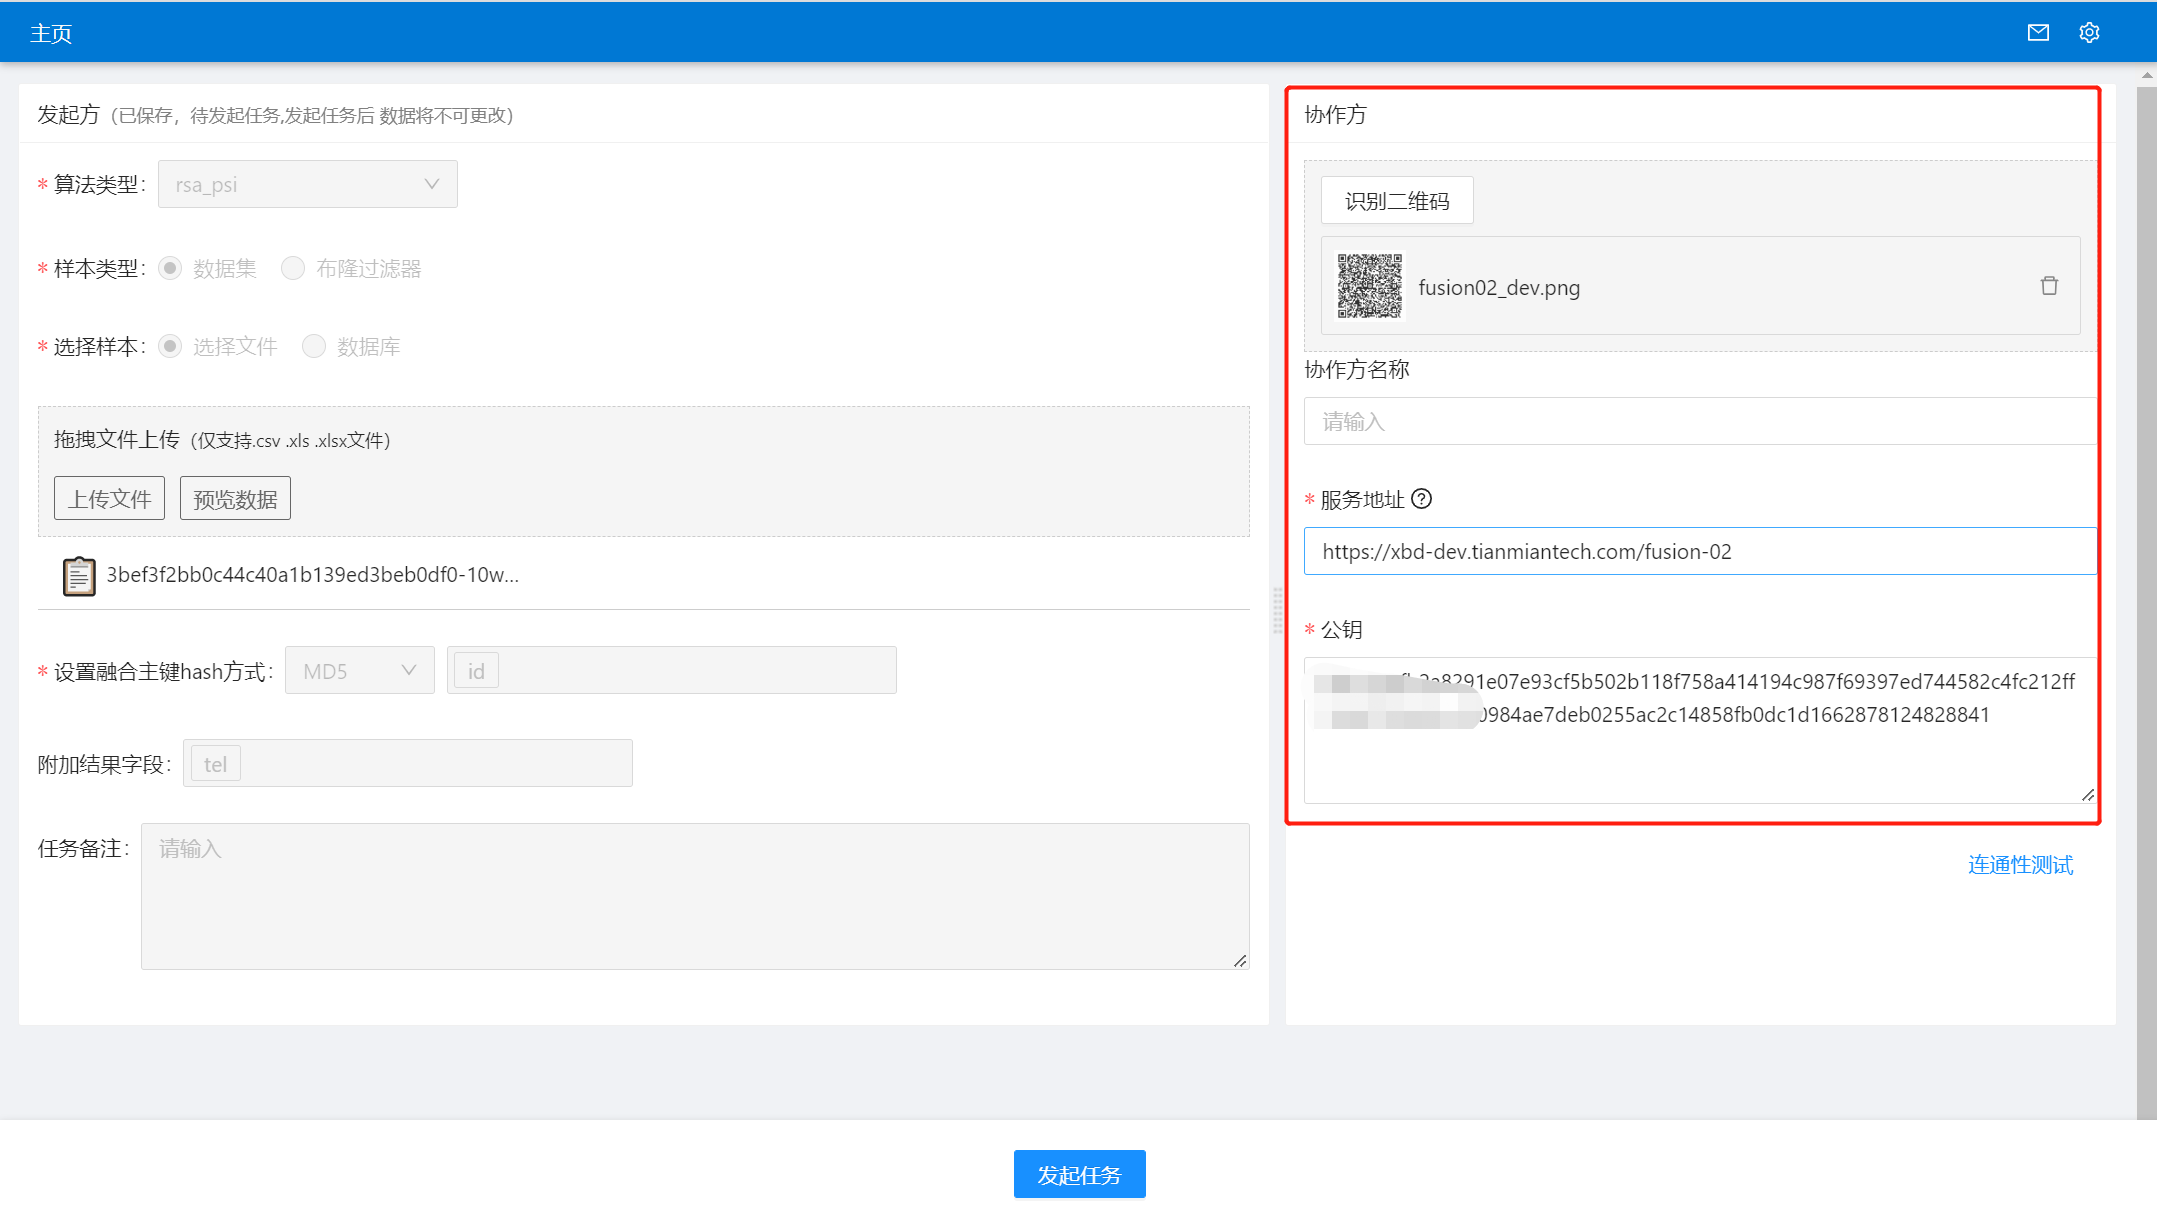 主页
发起方（已保存，待发起任务,发起任务后 数据将不可更改）
* 算法类型： rsa_psi
* 样本类型： 数据集 布隆过滤器
* 选择样本： 选择文件 数据库
拖拽文件上传（仅支持.csv .xls .xlsx文件）
上传文件 预览数据
3bef3f2bb0c44c40a1b139ed3beb0df0-10w...
* 设置融合主键hash方式： MD5 id
附加结果字段： tel
任务备注： 请输入
协作方
识别二维码
fusion02_dev.png
协作方名称
请输入
* 服务地址
https://xbd-dev.tianmiantech.com/fusion-02
* 公钥
8291e07e93cf5b502b118f758a414194c987f69397ed744582c4fc212ff
0984ae7deb0255ac2c14858fb0dc1d1662878124828841
连通性测试
发起任务